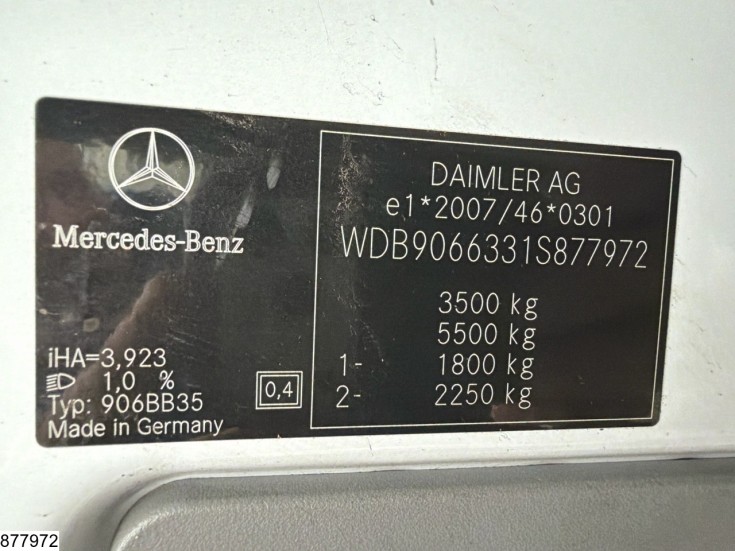 Mercedes-Benz
iHA=3,923
1,0 %
Typ: 906BB35
Made in Germany
0,4
DAIMLER AG
e1*2007/46*0301
WDB9066331S877972
3500 kg
5500 kg
1- 1800 kg
2- 2250 kg
877972